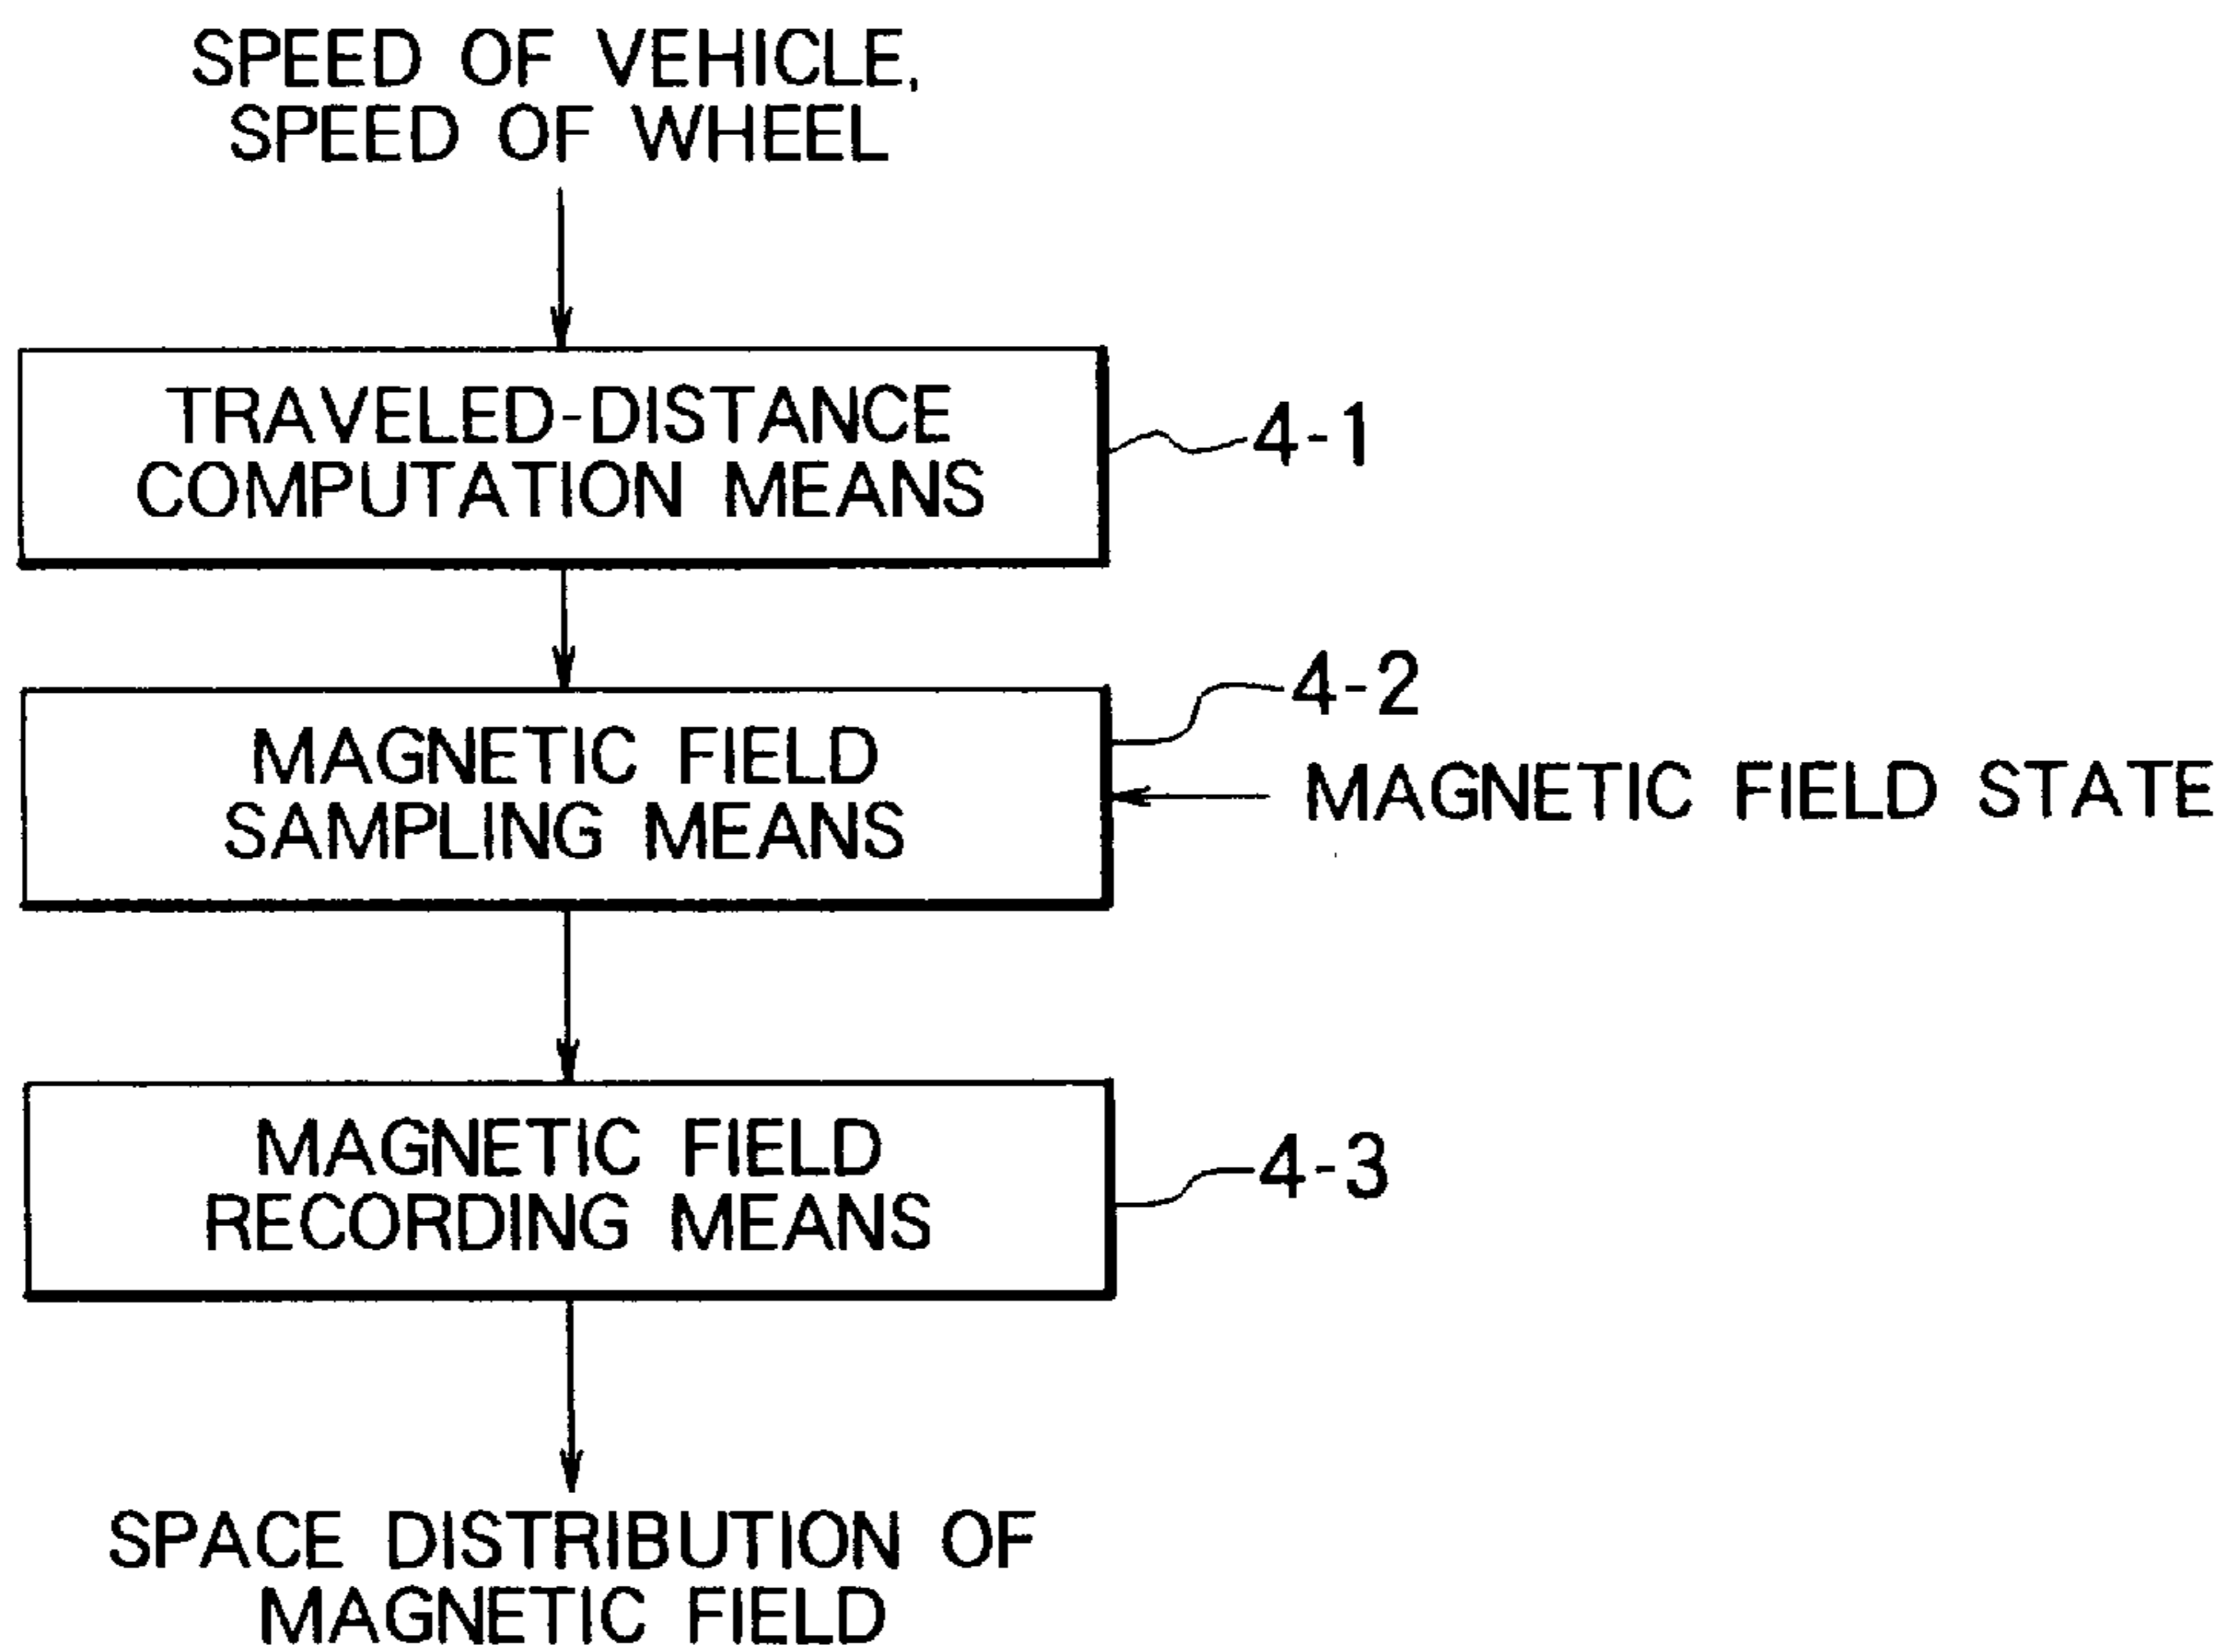 SPEED OF VEHICLE,
SPEED OF WHEEL
TRAVELED-DISTANCE
COMPUTATION MEANS
4-1
4-2
MAGNETIC FIELD
SAMPLING MEANS
MAGNETIC FIELD STATE
MAGNETIC FIELD
RECORDING MEANS
4-3
SPACE DISTRIBUTION OF
MAGNETIC FIELD